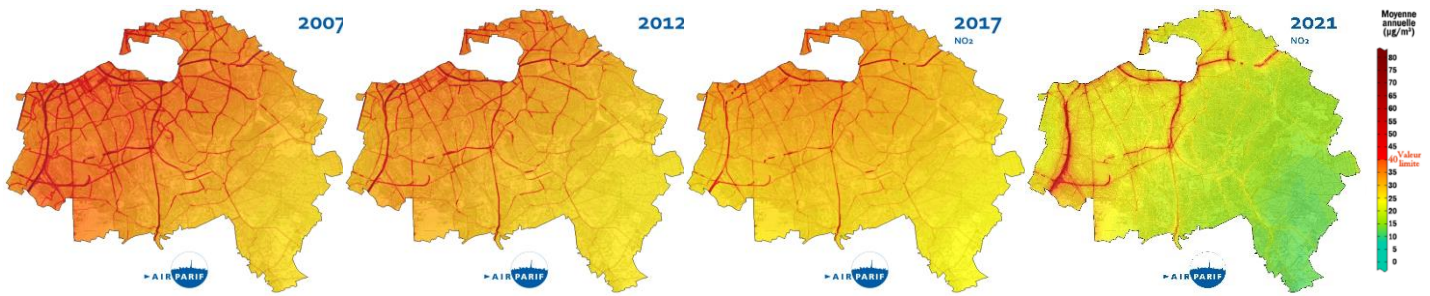 2007
2012
2017
NO2
2021
NO2
Moyenne
annuelle
(µg/m³)
80
75
70
65
60
55
50
45
40 Valeur
limite
35
30
25
20
15
10
5
0
AIRPARIF
AIRPARIF
AIRPARIF
AIRPARIF